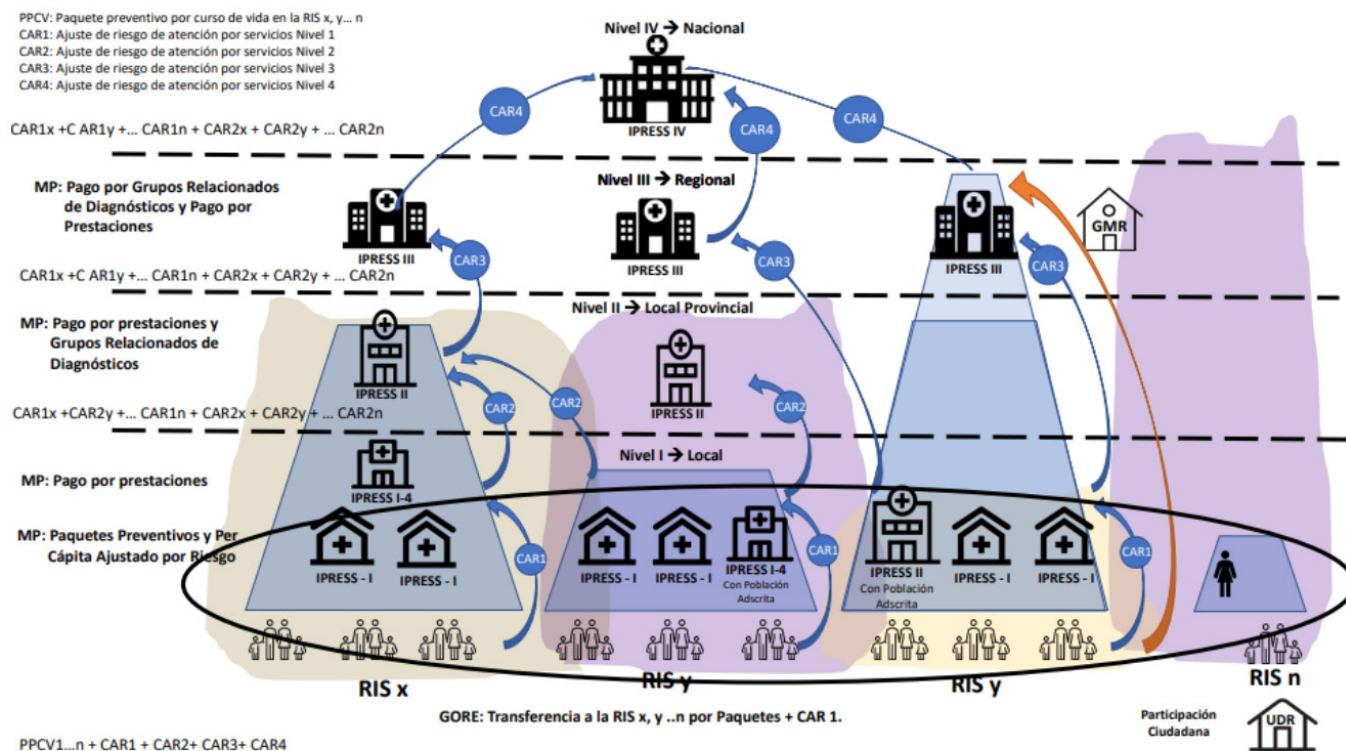 PPCV: Paquete preventivo por curso de vida en la RIS x, y… n
CAR1: Ajuste de riesgo de atención por servicios Nivel 1
CAR2: Ajuste de riesgo de atención por servicios Nivel 2
CAR3: Ajuste de riesgo de atención por servicios Nivel 3
CAR4: Ajuste de riesgo de atención por servicios Nivel 4
Nivel IV → Nacional
CAR4
CAR4
CAR4
IPRESS IV
CAR1x +C AR1y +... CAR1n + CAR2x + CAR2y + ... CAR2n
MP: Pago por Grupos Relacionados
de Diagnósticos y Pago por
Prestaciones
Nivel III → Regional
GMR
IPRESS III
IPRESS III
IPRESS III
CAR3
CAR3
CAR3
CAR1x +C AR1y +... CAR1n + CAR2x + CAR2y + ... CAR2n
Nivel II → Local Provincial
MP: Pago por prestaciones y
Grupos Relacionados de
Diagnósticos
IPRESS II
IPRESS II
CAR2
CAR2
CAR2
CAR1x +CAR2y +... CAR1n + CAR2x + CAR2y + ... CAR2n
Nivel I → Local
MP: Pago por prestaciones
IPRESS I-4
MP: Paquetes Preventivos y Per
Cápita Ajustado por Riesgo
IPRESS - I
IPRESS - I
CAR1
IPRESS - I
IPRESS - I
IPRESS I-4
Con Población
Adscrita
CAR1
IPRESS II
Con Población
Adscrita
IPRESS - I
IPRESS - I
CAR1
RIS x
RIS y
RIS y
RIS n
GORE: Transferencia a la RIS x, y ..n por Paquetes + CAR 1.
Participación
Ciudadana
UDR
PPCV1...n + CAR1 + CAR2+ CAR3+ CAR4